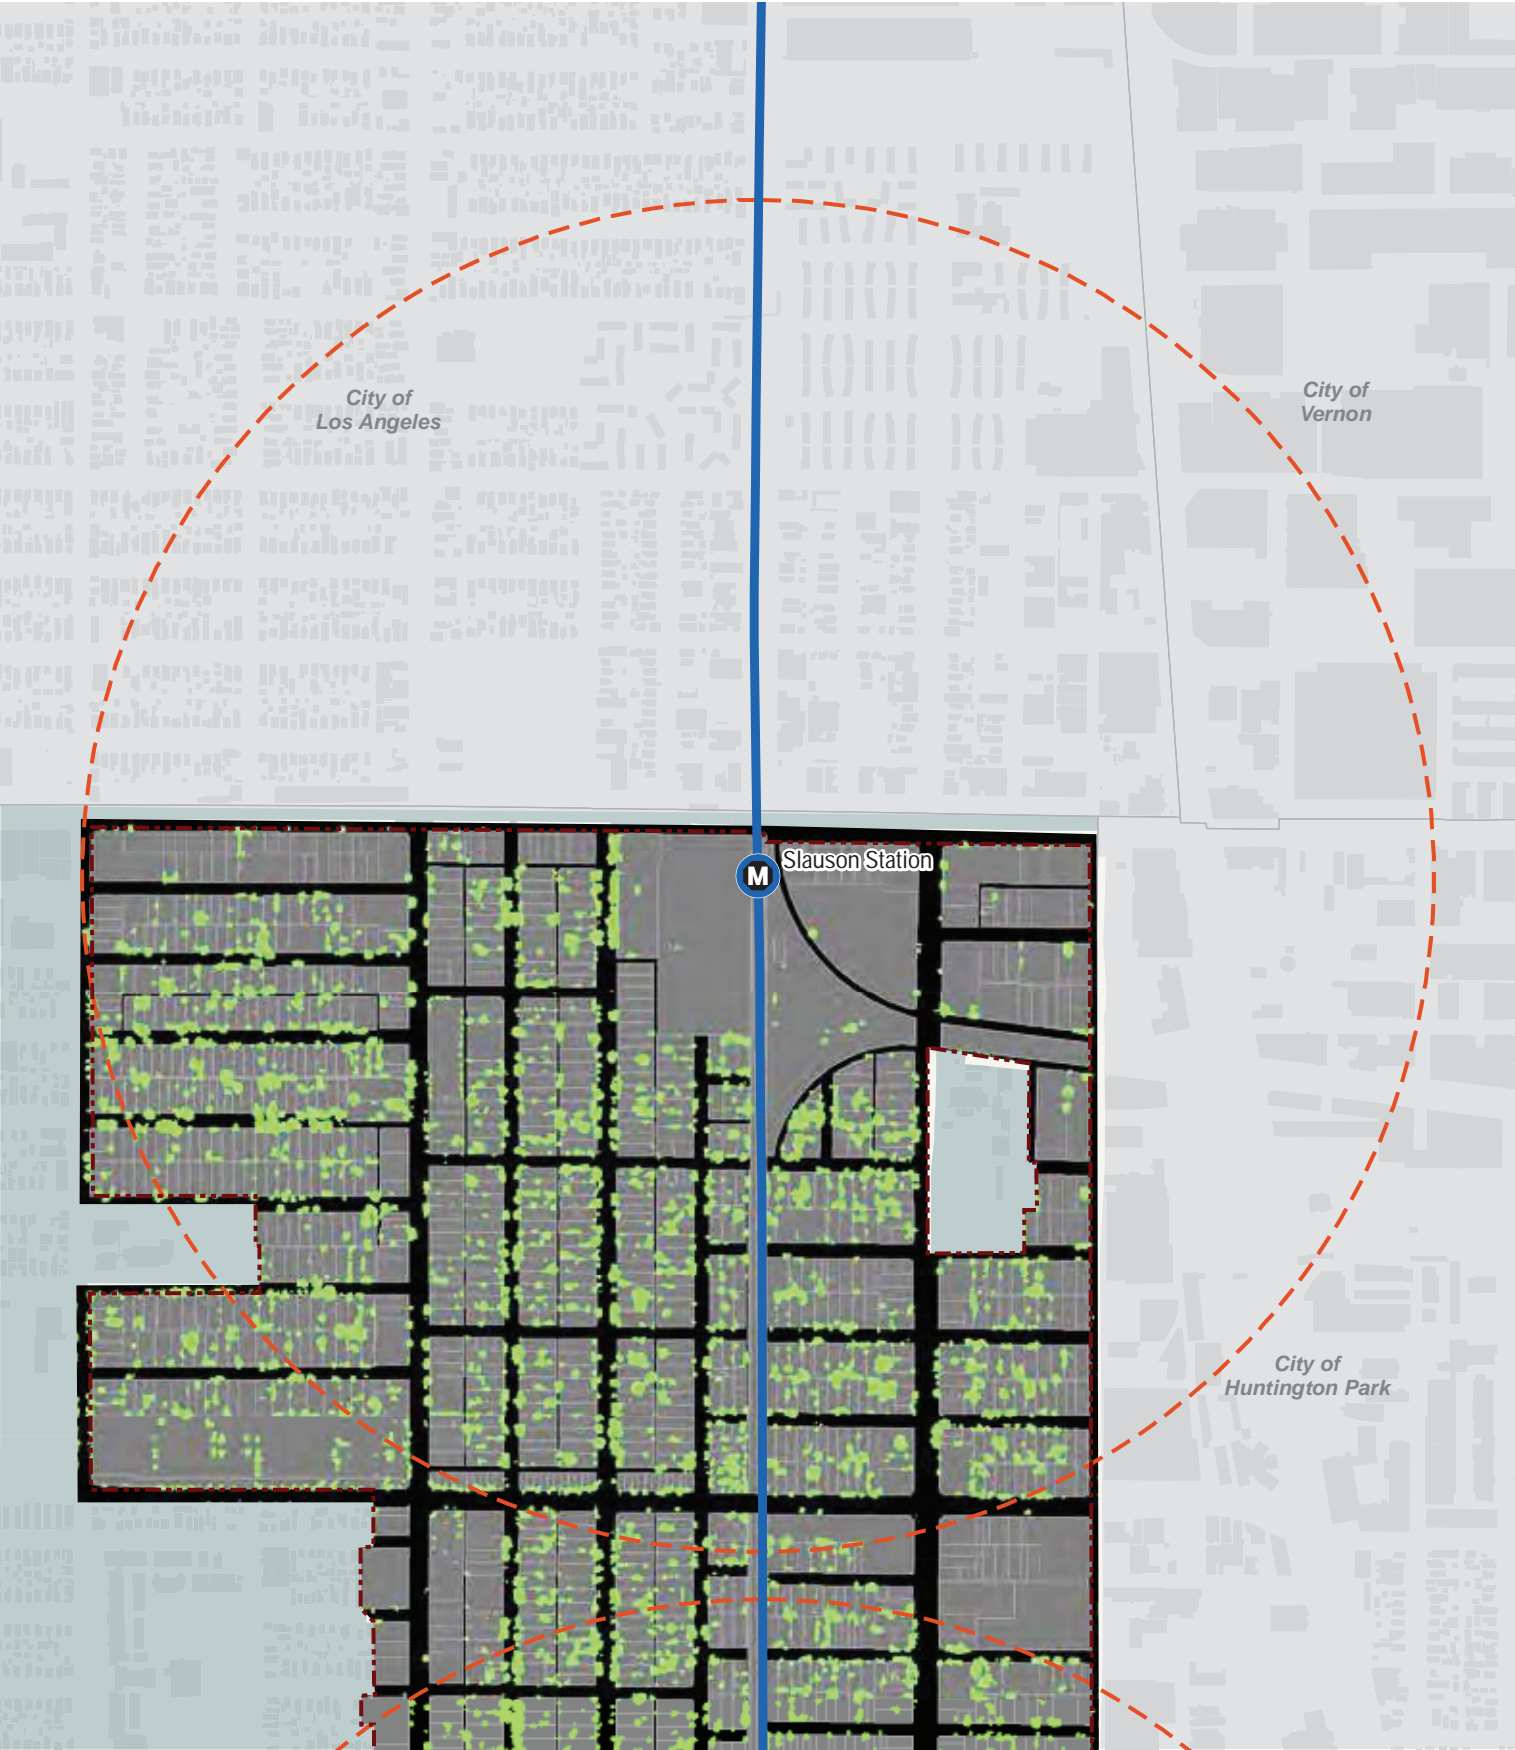 City of
Los Angeles
City of
Vernon
Slauson Station
M
City of
Huntington Park